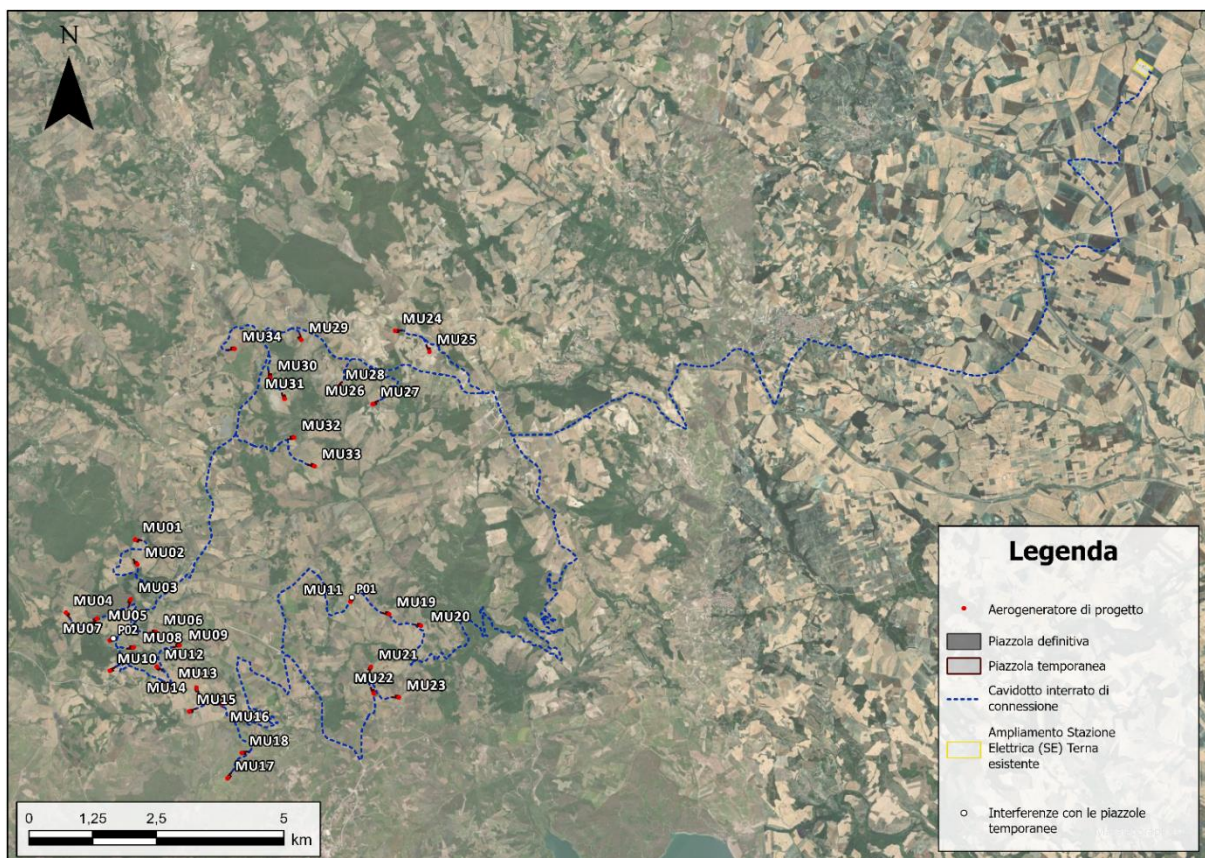 N
MU24
MU29
MU34
MU25
MU30
MU28
MU31
MU26
MU27
MU32
MU33
MU01
MU02
MU03
MU11
P01
MU04
MU19
MU05
MU06
MU20
MU07
P02
MU08
MU09
MU12
MU10
MU21
MU13
MU22
MU14
MU15
MU23
MU16
MU18
MU17
0
1,25
2,5
5
km
Legenda
Aerogeneratore di progetto
Piazzola definitiva
Piazzola temporanea
Cavidotto interrato di
connessione
Ampliamento Stazione
Elettrica (SE) Terna
esistente
Interferenze con le piazzole
temporanee